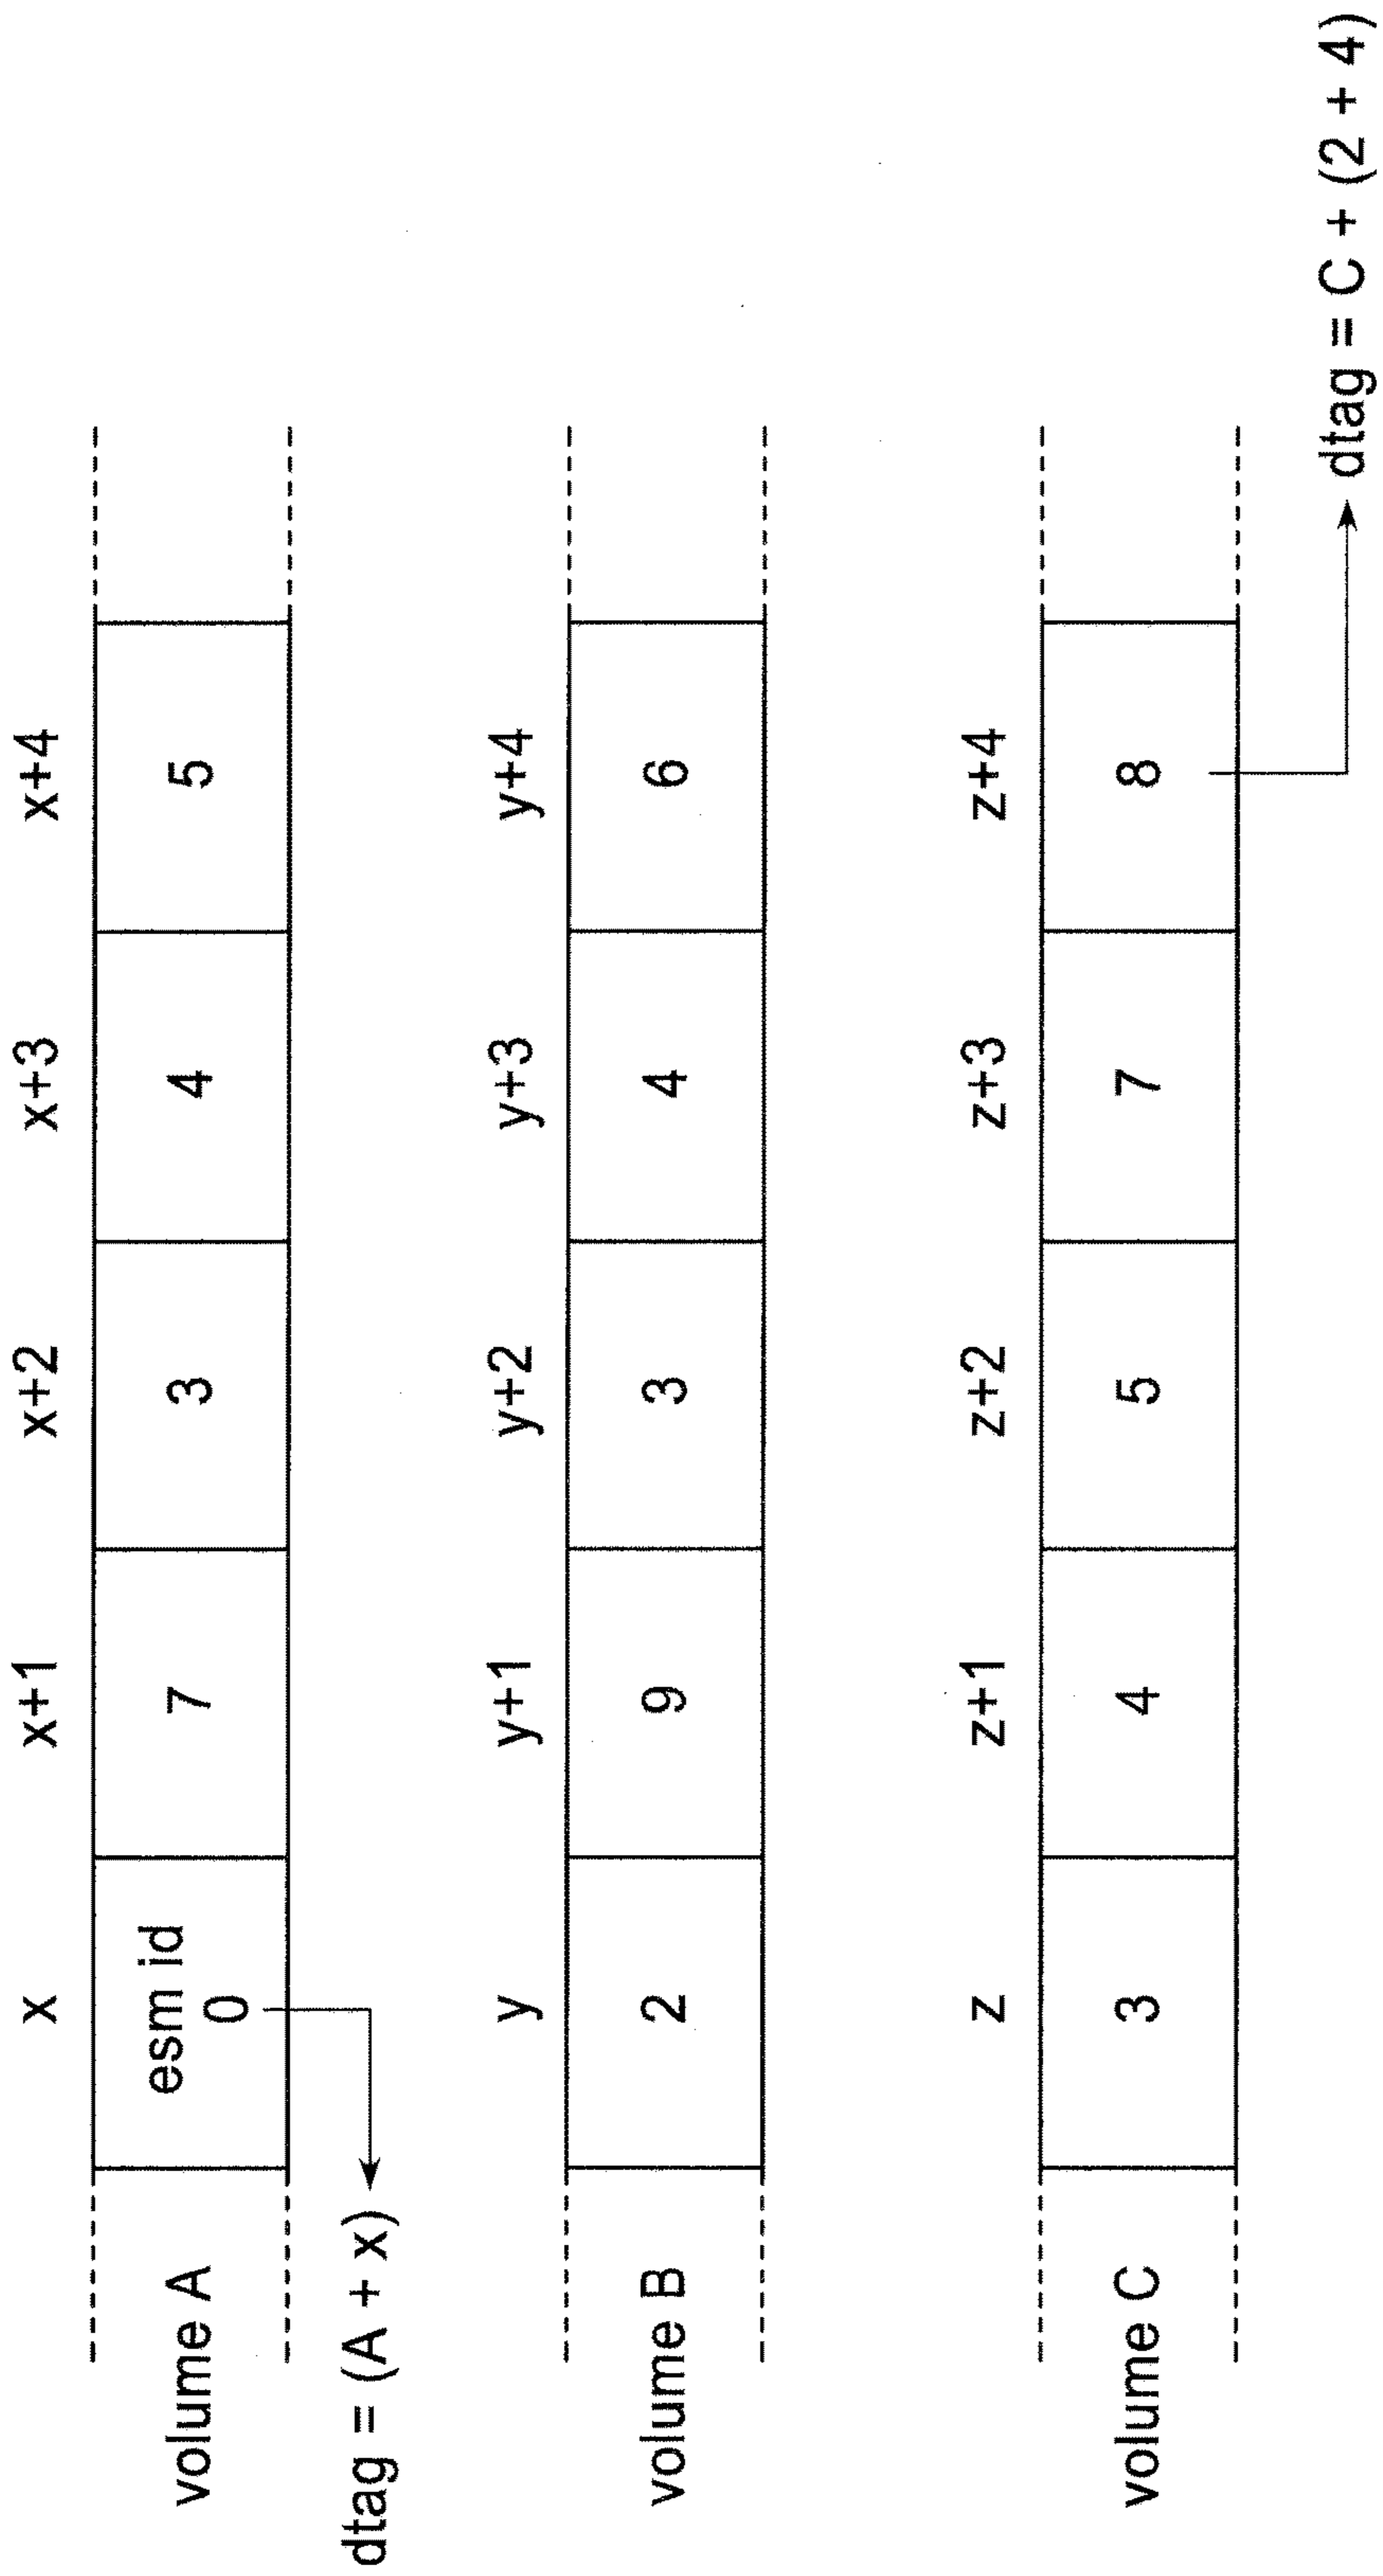 x x+1 x+2 x+3 x+4
volume A esm id 7 3 4 5
0
dtag = (A + x)
y y+1 y+2 y+3 y+4
volume B 2 9 3 4 6
z z+1 z+2 z+3 z+4
volume C 3 4 5 7 8
dtag = C + (2 + 4)